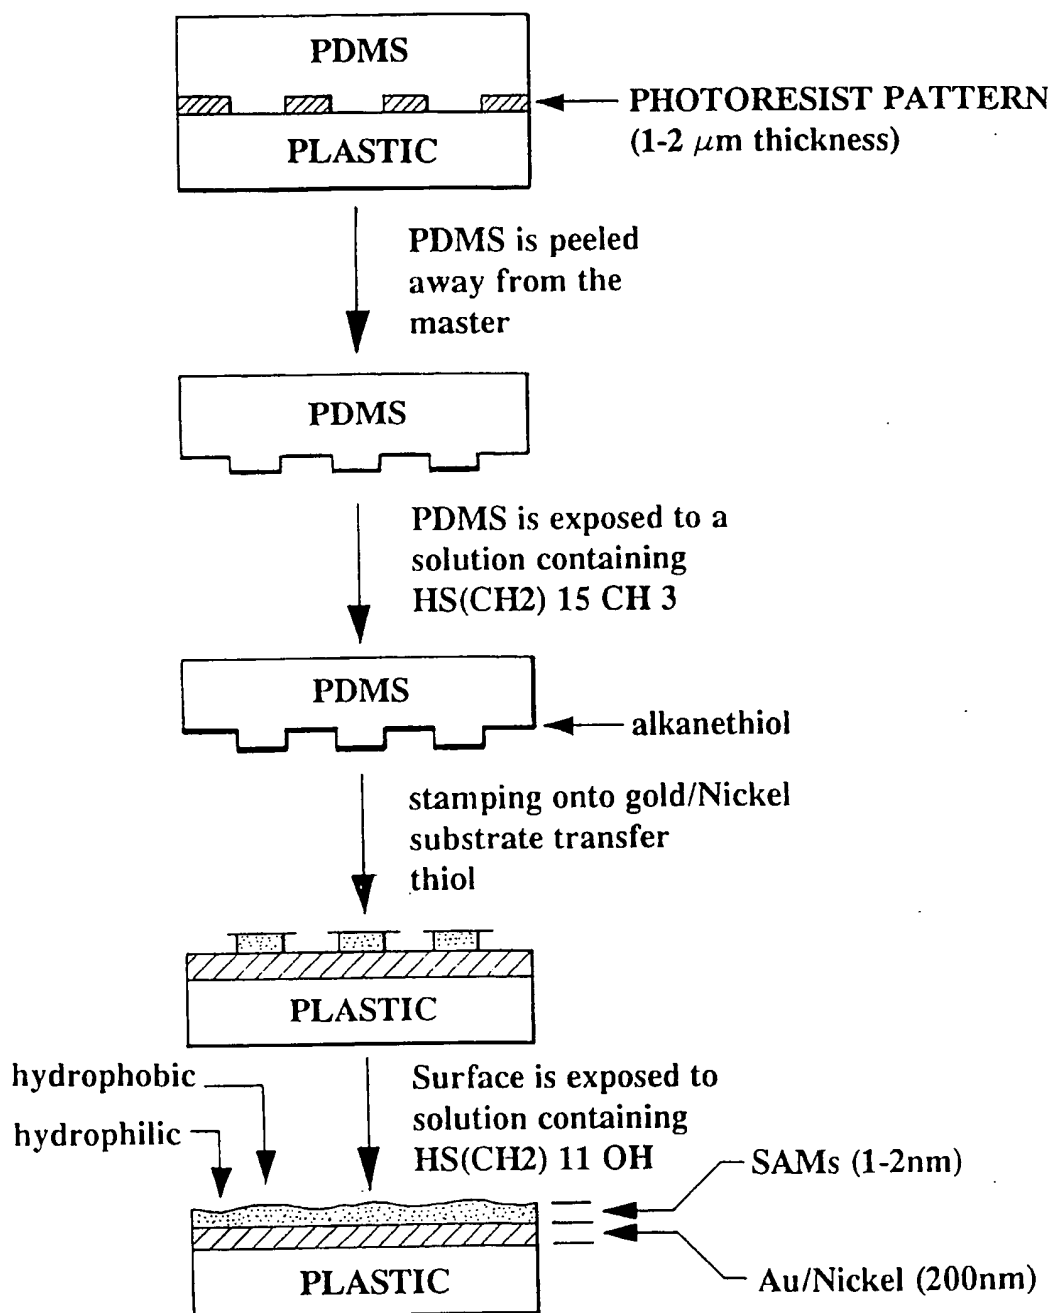 PDMS
PHOTORESIST PATTERN
(1-2 μm thickness)
PLASTIC
PDMS is peeled
away from the
master
PDMS
PDMS is exposed to a
solution containing
HS(CH2) 15 CH 3
PDMS
alkanethiol
stamping onto gold/Nickel
substrate transfer
thiol
PLASTIC
hydrophobic
hydrophilic
Surface is exposed to
solution containing
HS(CH2) 11 OH
SAMs (1-2nm)
PLASTIC
Au/Nickel (200nm)